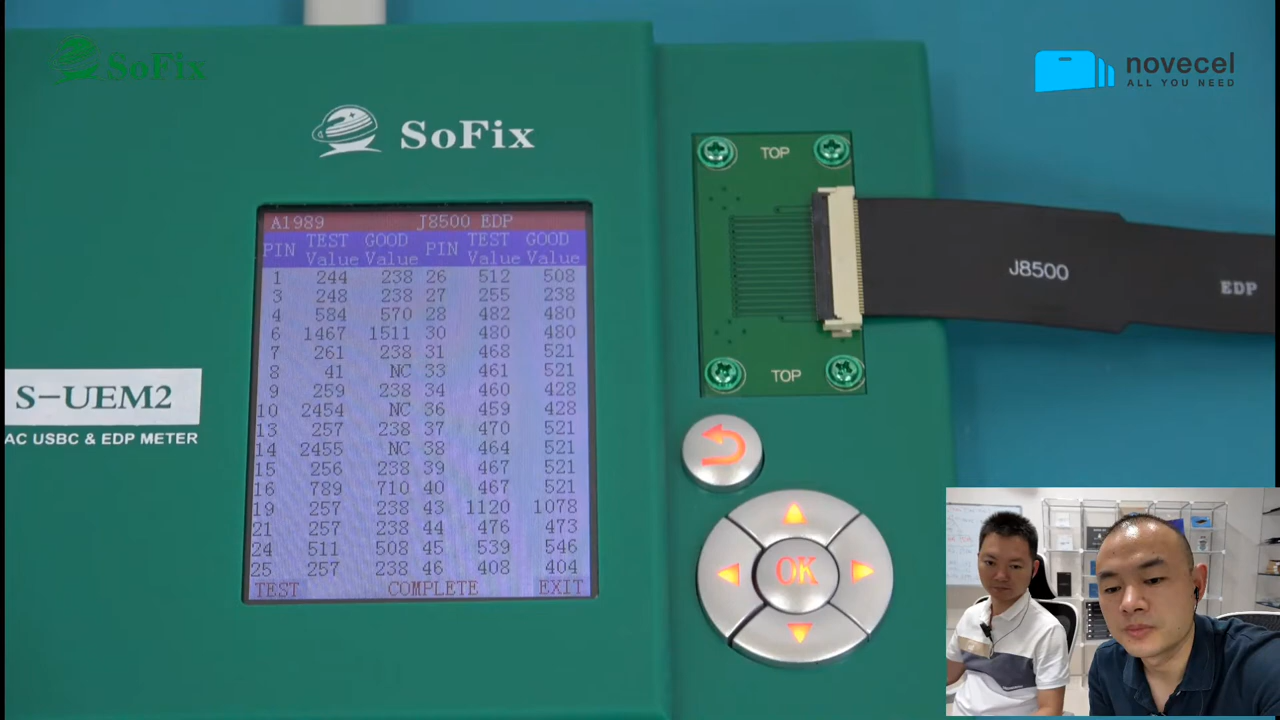 SoFix
novecel
ALL YOU NEED
SoFix
TOP
A1989 J8500 EDP
PIN TEST Value GOOD Value PIN TEST Value GOOD Value
1 244 238 26 512 508
3 248 238 27 255 238
4 584 570 28 482 480
6 1467 1511 30 480 480
7 261 238 31 468 521
8 41 NC 33 461 521
9 259 238 34 460 428
10 2454 NC 36 459 428
13 257 238 37 470 521
14 2455 NC 38 464 521
15 256 238 39 467 521
16 789 710 40 467 521
19 257 238 43 1120 1078
21 257 238 44 476 473
24 511 508 45 539 546
25 257 238 46 408 404
TEST COMPLETE EXIT
J8500
EDP
TOP
S-UEM2
AC USBC & EDP METER
OK